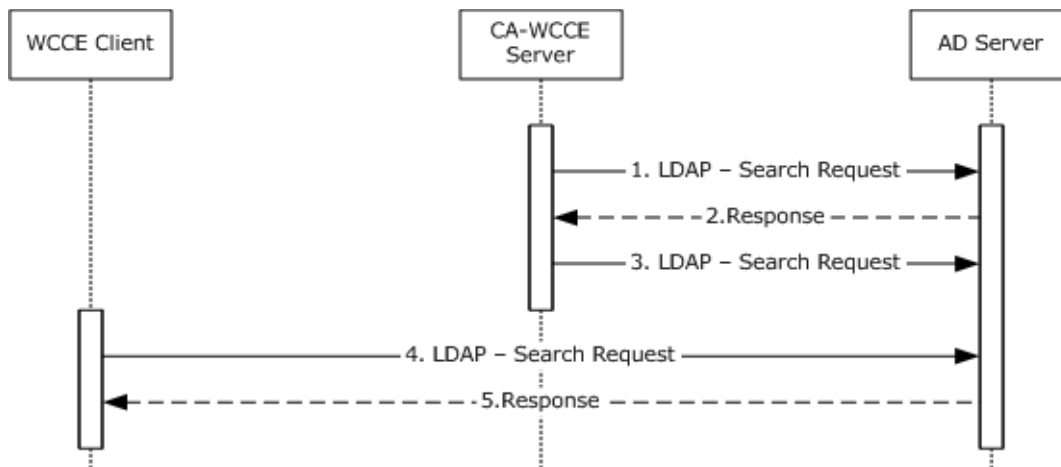 WCCE Client
CA-WCCE
Server
AD Server
1. LDAP – Search Request
2.Response
3. LDAP – Search Request
4. LDAP – Search Request
5.Response